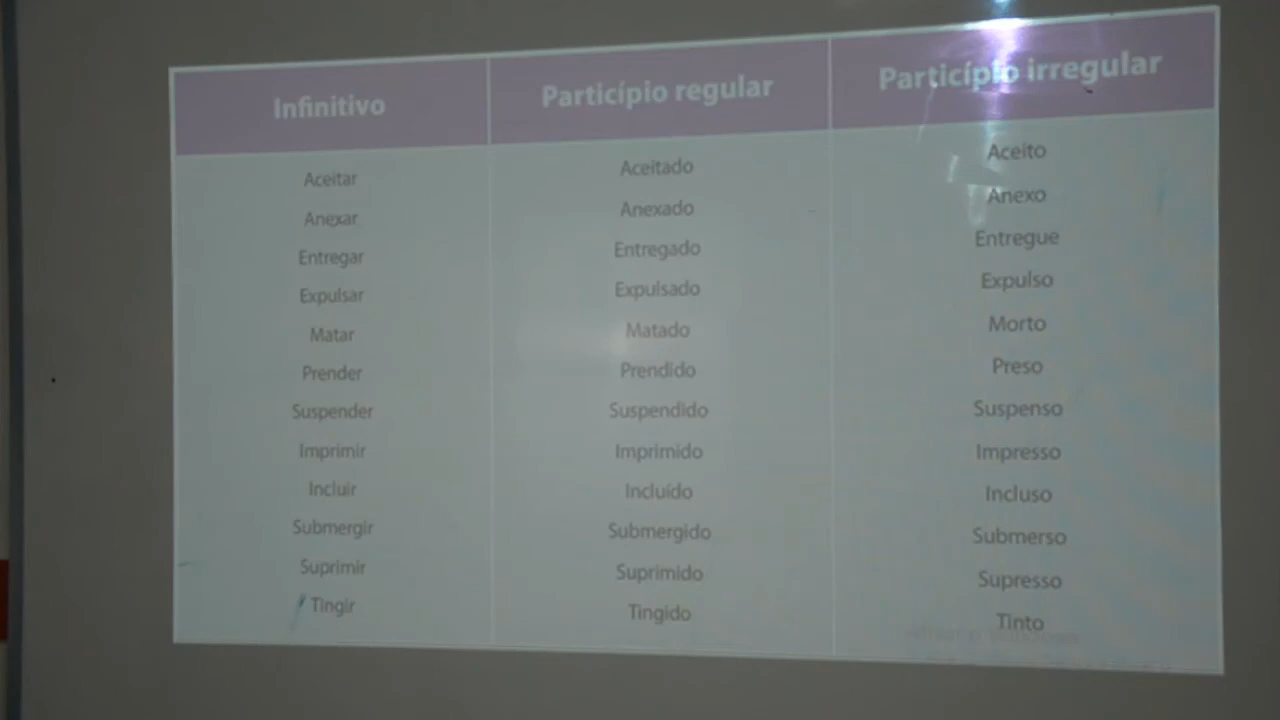 Infinitivo Particípio regular Particípio irregular
Aceitar Aceitado Aceito
Anexar Anexado Anexo
Entregar Entregado Entregue
Expulsar Expulsado Expulso
Matar Matado Morto
Prender Prendido Preso
Suspender Suspendido Suspenso
Imprimir Imprimido Impresso
Incluir Incluído Incluso
Submergir Submergido Submerso
Suprimir Suprimido Supresso
Tingir Tingido Tinto